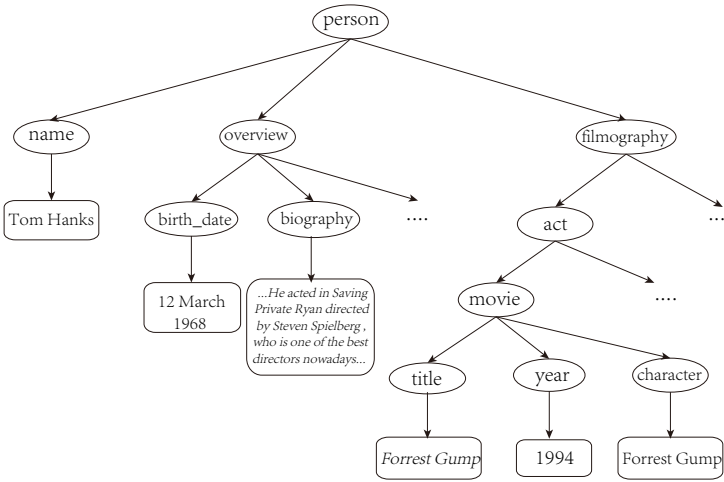 person
name
overview
filmography
Tom Hanks
birth_date
biography
....
act
...
12 March
1968
...He acted in Saving
Private Ryan directed
by Steven Spielberg ,
who is one of the best
directors nowadays...
movie
....
title
year
character
Forrest Gump
1994
Forrest Gump